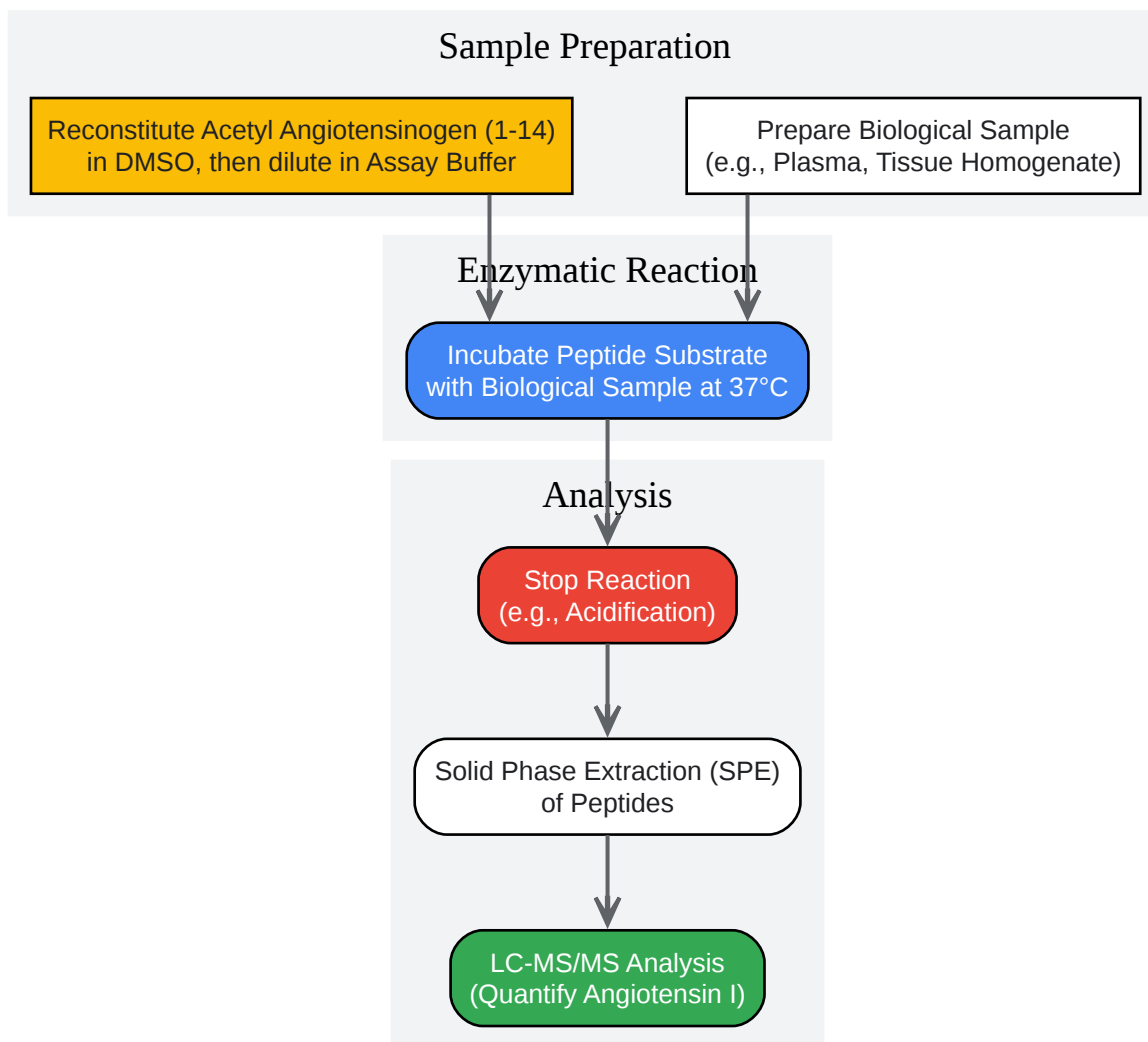 Sample Preparation
Reconstitute Acetyl Angiotensinogen (1-14)
in DMSO, then dilute in Assay Buffer
Prepare Biological Sample
(e.g., Plasma, Tissue Homogenate)
Enzymatic Reaction
Incubate Peptide Substrate
with Biological Sample at 37°C
Analysis
Stop Reaction
(e.g., Acidification)
Solid Phase Extraction (SPE)
of Peptides
LC-MS/MS Analysis
(Quantify Angiotensin I)